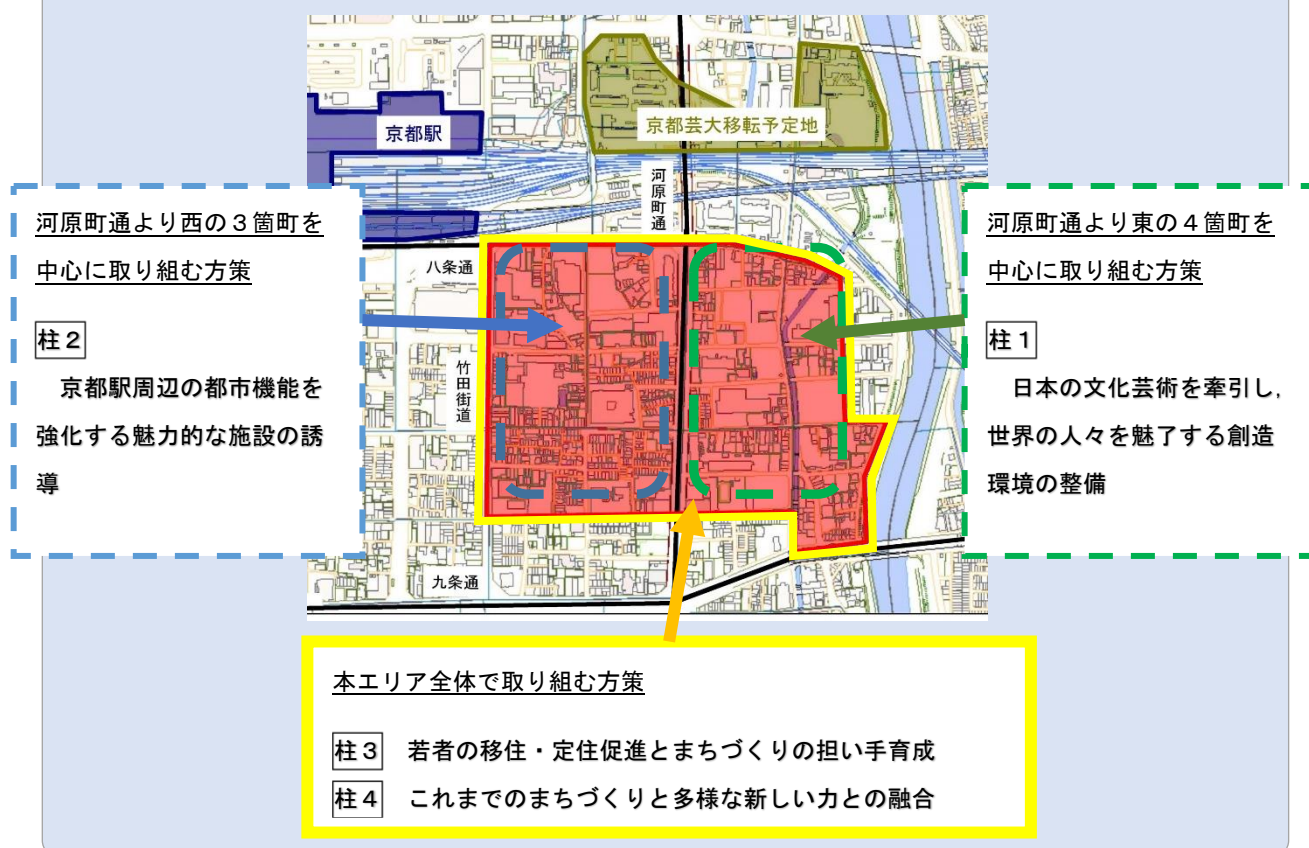 京都駅
京都芸大移転予定地
河原町通
八条通
竹田街道
九条通
河原町通より西の3箇町を
中心に取り組む方策
柱2
京都駅周辺の都市機能を
強化する魅力的な施設の誘
導
河原町通より東の4箇町を
中心に取り組む方策
柱1
日本の文化芸術を牽引し,
世界の人々を魅了する創造
環境の整備
本エリア全体で取り組む方策
柱3 若者の移住・定住促進とまちづくりの担い手育成
柱4 これまでのまちづくりと多様な新しい力との融合